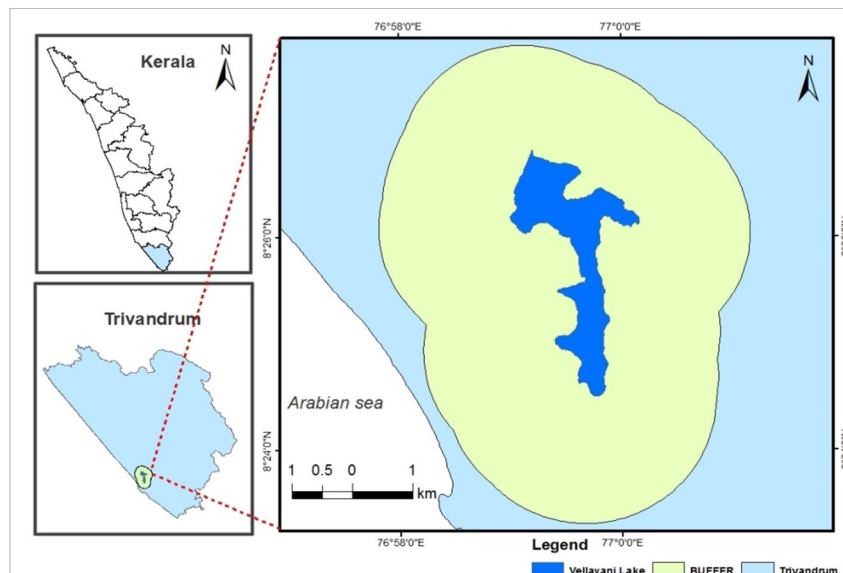 Kerala
N
Trivandrum
76°58'0"E
77°0'0"E
N
8°26'0"N
8°24'0"N
Arabian sea
1 0.5 0 1
km
76°58'0"E
77°0'0"E
Legend
Vellayani Lake
BUFFER
Trivandrum